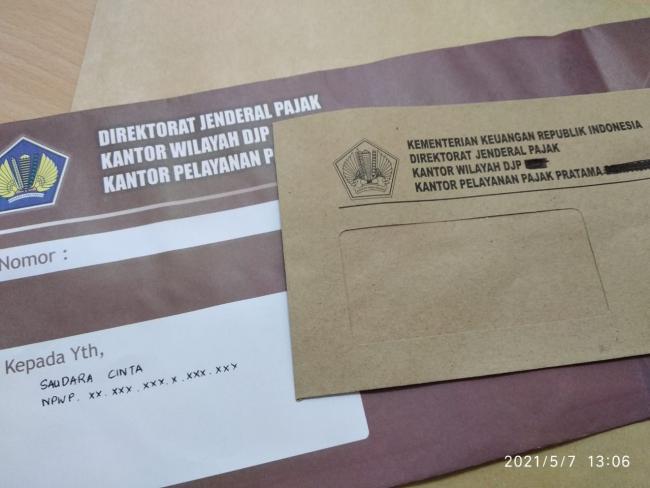 DIREKTORAT JENDERAL PAJAK
KANTOR WILAYAH DJP
KANTOR PELAYANAN P
Nomor :
Kepada Yth,
SAUDARA CINTA
NPWP. XX.XXX.XXX.X.XXX.XXY
KEMENTERIAN KEUANGAN REPUBLIK INDONESIA
DIREKTORAT JENDERAL PAJAK
KANTOR WILAYAH DJP
KANTOR PELAYANAN PAJAK PRATAMA
2021/5/7 13:06